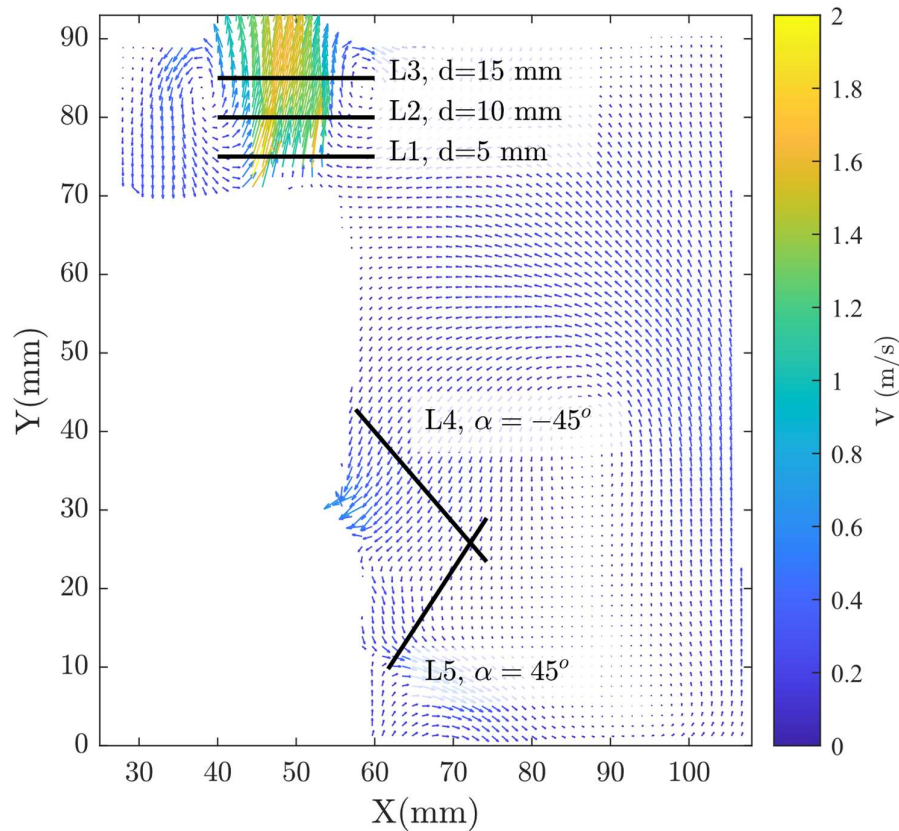 90
80
70
60
50
40
30
20
10
0
Y(mm)
L3, d=15 mm
L2, d=10 mm
L1, d=5 mm
L4, α = −45°
L5, α = 45°
30 40 50 60 70 80 90 100
X(mm)
2
1.8
1.6
1.4
1.2
1
0.8
0.6
0.4
0.2
0
V (m/s)